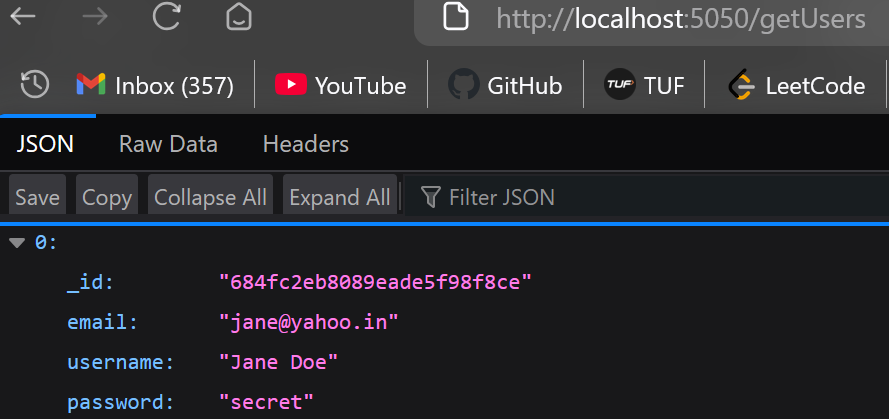 http://localhost:5050/getUsers
Inbox (357) YouTube GitHub TUF TUF LeetCode
JSON Raw Data Headers
Save Copy Collapse All Expand All Filter JSON
0:
_id: "684fc2eb8089eade5f98f8ce"
email: "jane@yahoo.in"
username: "Jane Doe"
password: "secret"